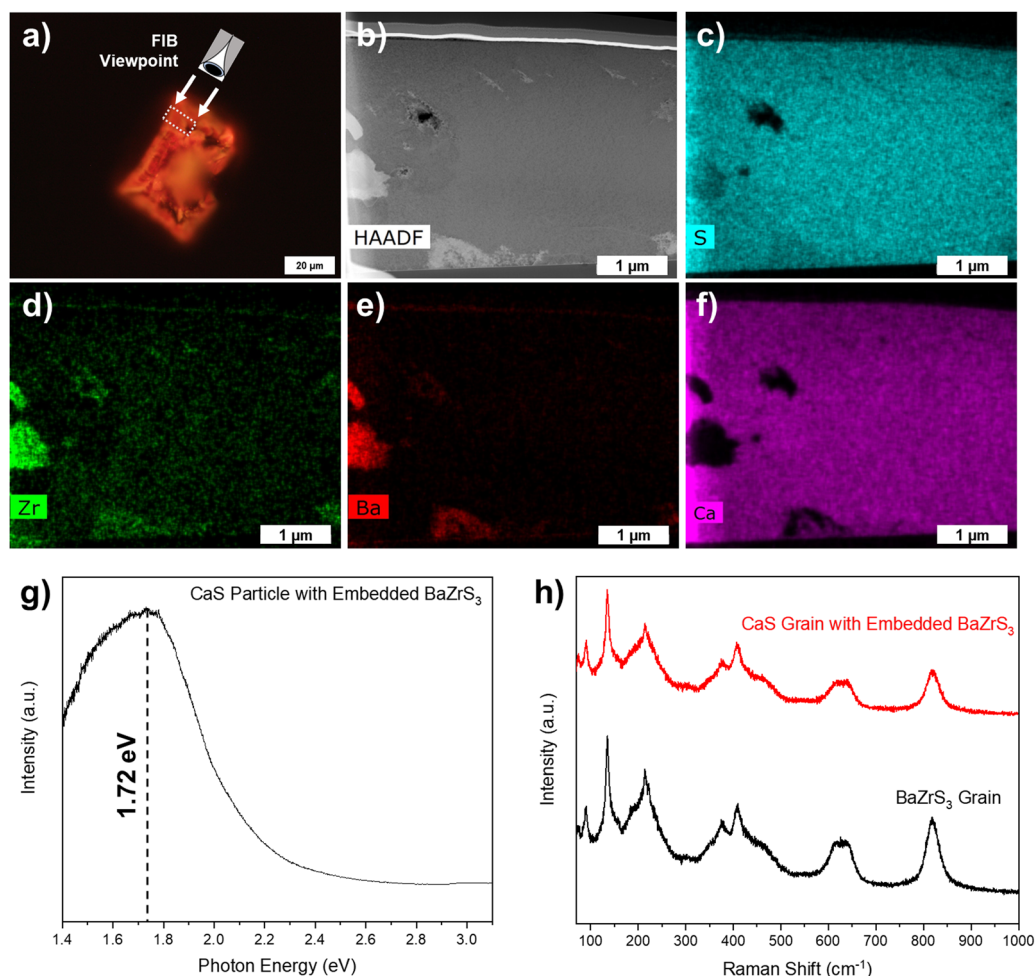 a)
FIB
Viewpoint
20 µm
b)
HAADF
1 µm
c)
S
1 µm
d)
Zr
1 µm
e)
Ba
1 µm
f)
Ca
1 µm
g)
CaS Particle with Embedded BaZrS₃
1.72 eV
Intensity (a.u.)
1.4 1.6 1.8 2.0 2.2 2.4 2.6 2.8 3.0
Photon Energy (eV)
h)
CaS Grain with Embedded BaZrS₃
BaZrS₃ Grain
Intensity (a.u.)
100 200 300 400 500 600 700 800 900 1000
Raman Shift (cm⁻¹)